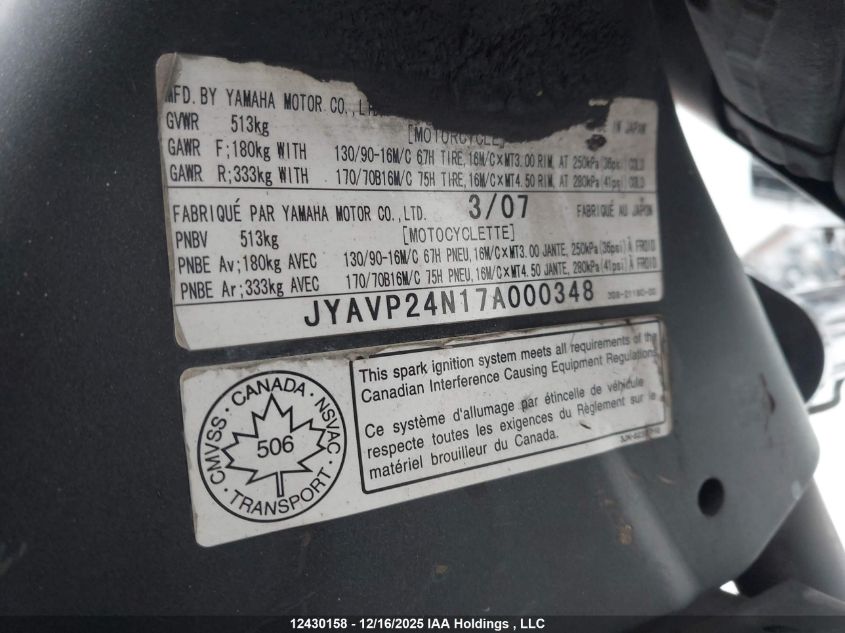 MFD. BY YAMAHA MOTOR CO., LTD.
IN JAPAN
GVWR 513kg [MOTORCYCLE]
GAWR F;180kg WITH 130/90-16M/C 67H TIRE,16M/C×MT3.00 RIM, AT 250kPa(36psi) COLD
GAWR R;333kg WITH 170/70B16M/C 75H TIRE,16M/C×MT4.50 RIM, AT 280kPa(41psi) COLD
FABRIQUÉ PAR YAMAHA MOTOR CO.,LTD. 3/07 FABRIQUÉ AU JAPON
PNBV 513kg [MOTOCYCLETTE]
PNBE Av;180kg AVEC 130/90-16M/C 67H PNEU,16M/C×MT3.00 JANTE, 250kPa(36psi) À FROID
PNBE Ar;333kg AVEC 170/70B16M/C 75H PNEU,16M/C×MT4.50 JANTE, 280kPa(41psi) À FROID
JYAVP24N17A000348
CMVSS · CANADA · NSVAC
506
· TRANSPORT ·
This spark ignition system meets all requirements of the
Canadian Interference Causing Equipment Regulations.
Ce système d'allumage par étincelle de véhicule
respecte toutes les exigences du Règlement sur le
matériel brouilleur du Canada.
12430158 - 12/16/2025 IAA Holdings , LLC